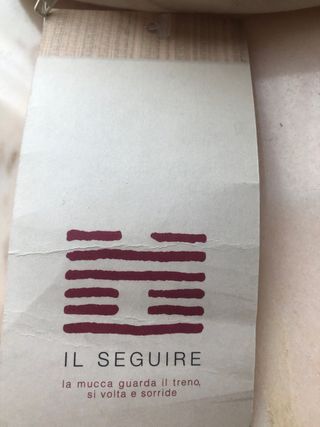 IL SEGUIRE
la mucca guarda il treno,
si volta e sorride